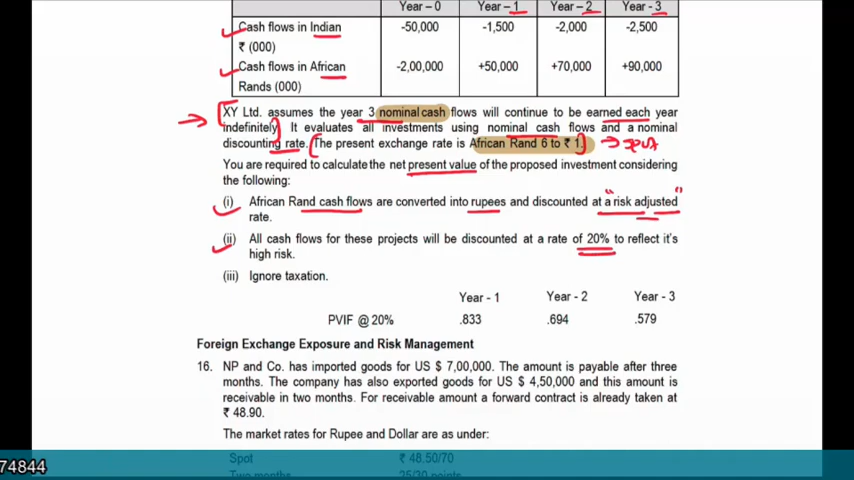 Year – 0 Year – 1 Year – 2 Year - 3
Cash flows in Indian -50,000 -1,500 -2,000 -2,500
₹ (000)
Cash flows in African -2,00,000 +50,000 +70,000 +90,000
Rands (000)
XY Ltd. assumes the year 3 nominal cash flows will continue to be earned each year
indefinitely. It evaluates all investments using nominal cash flows and a nominal
discounting rate. The present exchange rate is African Rand 6 to ₹ 1. → spot
You are required to calculate the net present value of the proposed investment considering
the following:
(i) African Rand cash flows are converted into rupees and discounted at a "risk adjusted"
rate.
(ii) All cash flows for these projects will be discounted at a rate of 20% to reflect it's
high risk.
(iii) Ignore taxation.
Year - 1 Year - 2 Year - 3
PVIF @ 20% .833 .694 .579
Foreign Exchange Exposure and Risk Management
16. NP and Co. has imported goods for US $ 7,00,000. The amount is payable after three
months. The company has also exported goods for US $ 4,50,000 and this amount is
receivable in two months. For receivable amount a forward contract is already taken at
₹ 48.90.
The market rates for Rupee and Dollar are as under:
Spot ₹ 48.50/70
Two months 25/30 points
74844